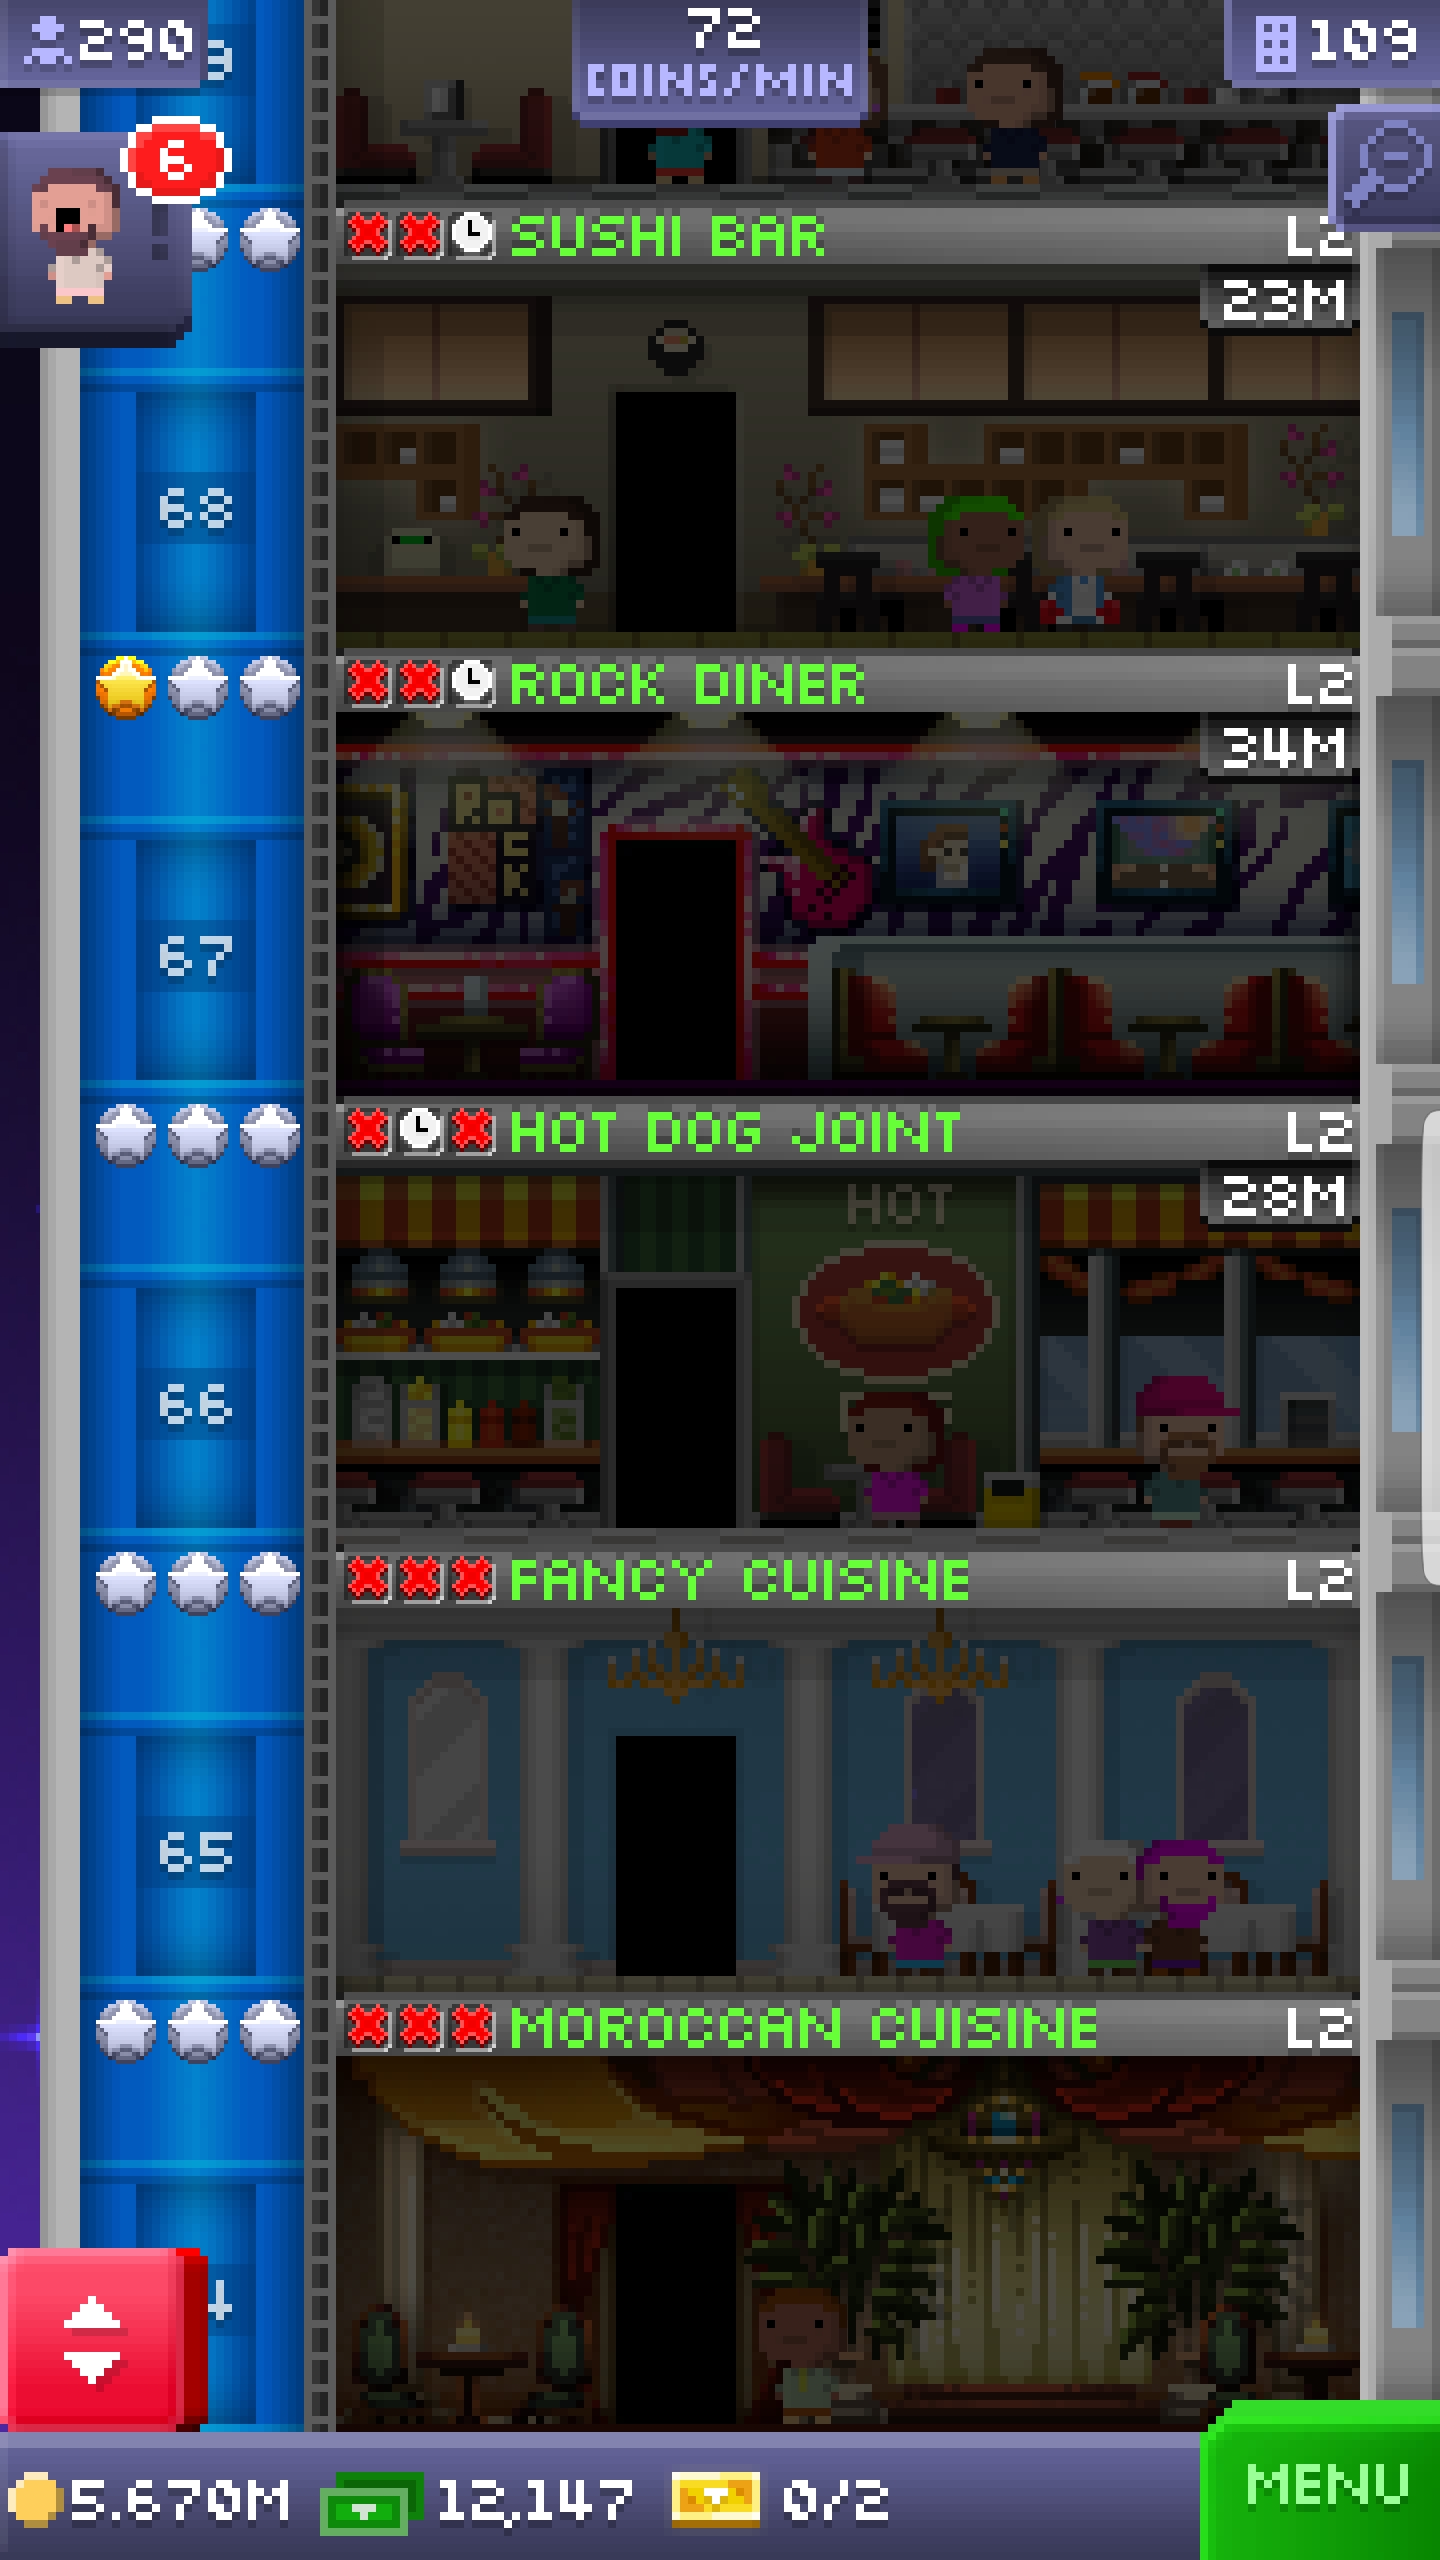 290
72
COINS/MIN
109
6
SUSHI BAR L2
23M
68
ROCK DINER L2
34M
ROCK
67
HOT DOG JOINT L2
28M
HOT
66
FANCY CUISINE L2
65
MOROCCAN CUISINE L2
5.670M 12,147 0/2
MENU